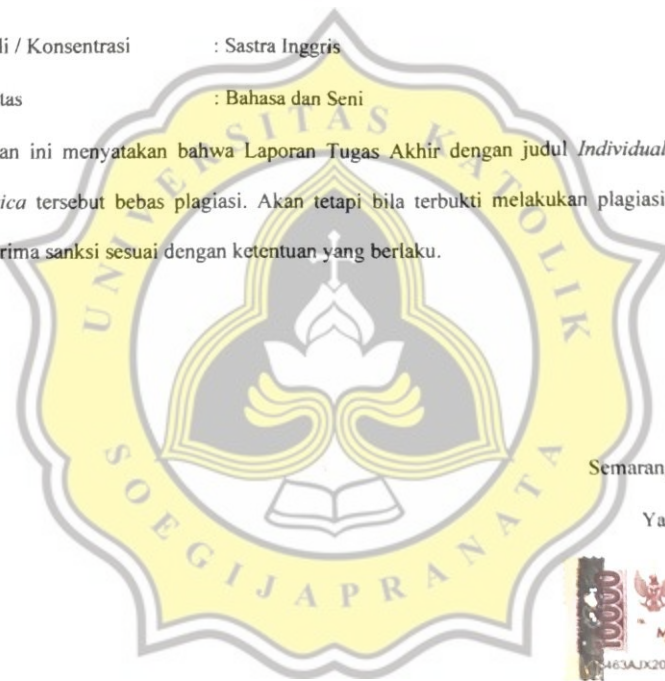 li / Konsentrasi : Sastra Inggris
tas : Bahasa dan Seni
an ini menyatakan bahwa Laporan Tugas Akhir dengan judul Individual
ica tersebut bebas plagiasi. Akan tetapi bila terbukti melakukan plagiasi
rima sanksi sesuai dengan ketentuan yang berlaku.
UNIVERSITAS KATOLIK
SOEGIJAPRANATA
Semaran
Ya
10000
M
463AJX20